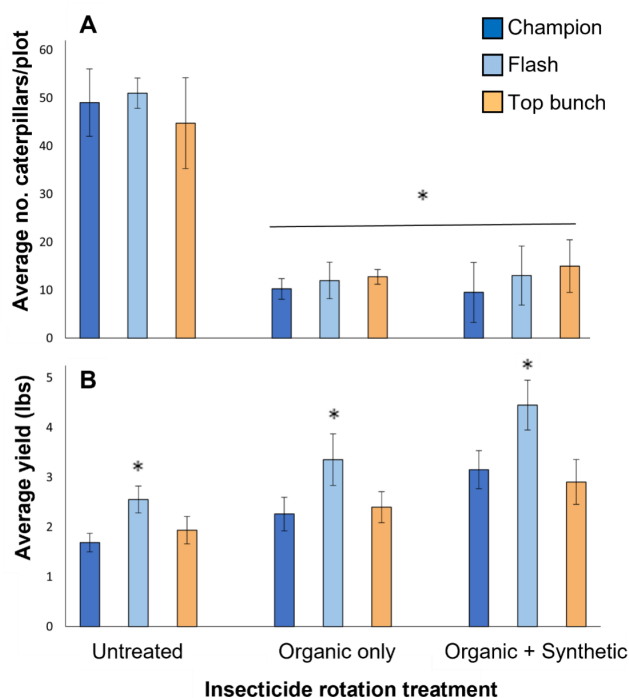 A
Champion
Flash
Top bunch
Average no. caterpillars/plot
60
50
40
30
20
10
0
*
B
Average yield (lbs)
5
4
3
2
1
0
*
*
*
Untreated
Organic only
Organic + Synthetic
Insecticide rotation treatment